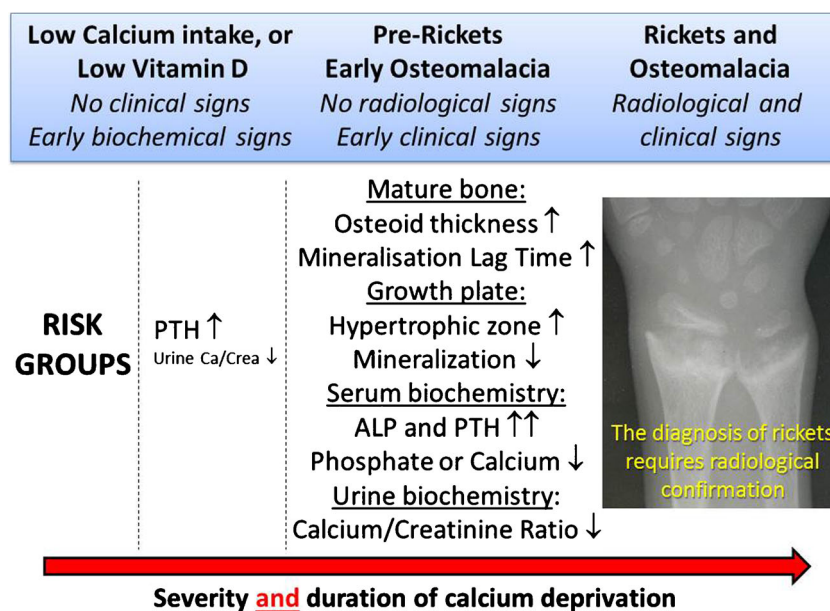 Low Calcium intake, or
Low Vitamin D
No clinical signs
Early biochemical signs
Pre-Rickets
Early Osteomalacia
No radiological signs
Early clinical signs
Rickets and
Osteomalacia
Radiological and
clinical signs
RISK
GROUPS
PTH ↑
Urine Ca/Crea ↓
Mature bone:
Osteoid thickness ↑
Mineralisation Lag Time ↑
Growth plate:
Hypertrophic zone ↑
Mineralization ↓
Serum biochemistry:
ALP and PTH ↑↑
Phosphate or Calcium ↓
Urine biochemistry:
Calcium/Creatinine Ratio ↓
The diagnosis of rickets
requires radiological
confirmation
Severity and duration of calcium deprivation